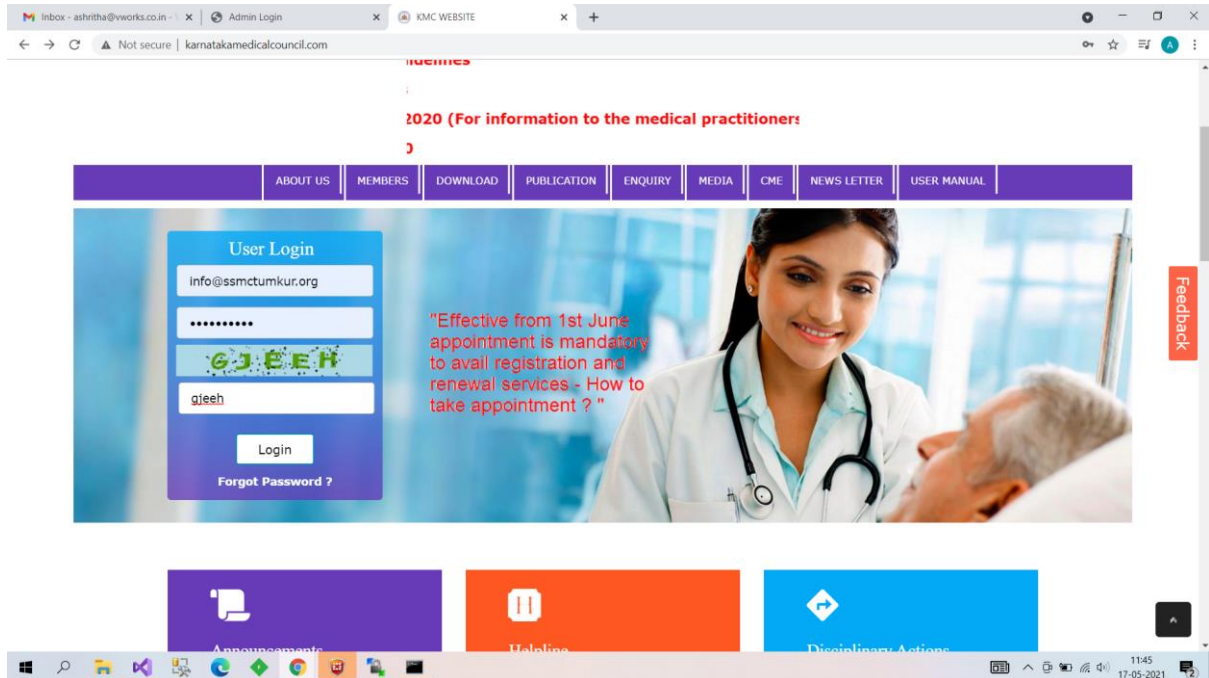 Inbox - ashritha@vworks.co.in -
Admin Login
KMC WEBSITE
Not secure | karnatakamedicalcouncil.com
A
2020 (For information to the medical practitioners
ABOUT US MEMBERS DOWNLOAD PUBLICATION ENQUIRY MEDIA CME NEWS LETTER USER MANUAL
User Login
info@ssmctumkur.org
GJEEH
gjeeh
Login
Forgot Password ?
"Effective from 1st June
appointment is mandatory
to avail registration and
renewal services - How to
take appointment ? "
Feedback
Announcements
Helpline
Disciplinary Actions
11:45
17-05-2021
2